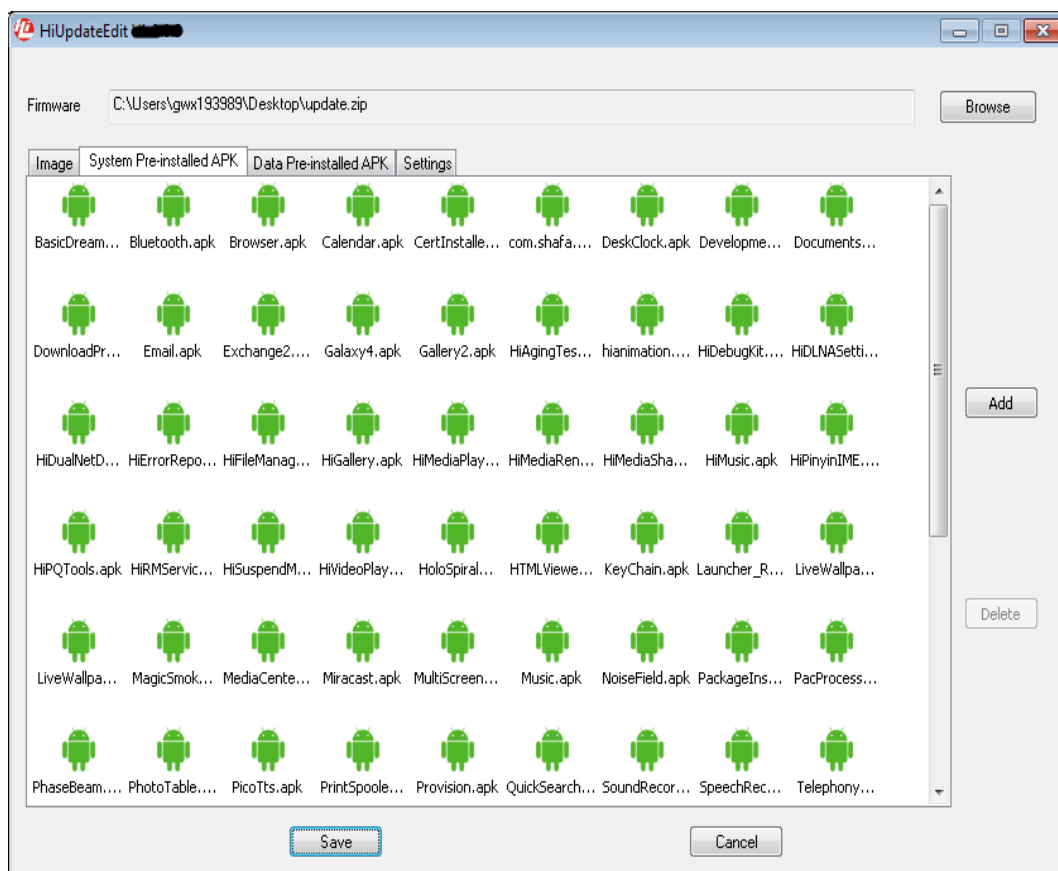 HiUpdateEdit
Firmware C:\Users\gwx193989\Desktop\update.zip Browse
Image System Pre-installed APK Data Pre-installed APK Settings
BasicDream... Bluetooth.apk Browser.apk Calendar.apk CertInstalle... com.shafa.... DeskClock.apk Developme... Documents...
DownloadPr... Email.apk Exchange2.... Galaxy4.apk Gallery2.apk HiAgingTes... hianimation.... HiDebugKit.... HiDLNASetti...
Add
HiDualNetD... HiErrorRepo... HiFileManag... HiGallery.apk HiMediaPlay... HiMediaRen... HiMediaSha... HiMusic.apk HiPinyinIME....
HiPQTools.apk HiRMServic... HiSuspendM... HiVideoPlay... HoloSpiral... HTMLViewe... KeyChain.apk Launcher_R... LiveWallpa...
Delete
LiveWallpa... MagicSmok... MediaCente... Miracast.apk MultiScreen... Music.apk NoiseField.apk PackageIns... PacProcess...
PhaseBeam.... PhotoTable.... PicoTts.apk PrintSpoole... Provision.apk QuickSearch... SoundRecor... SpeechRec... Telephony...
Save Cancel